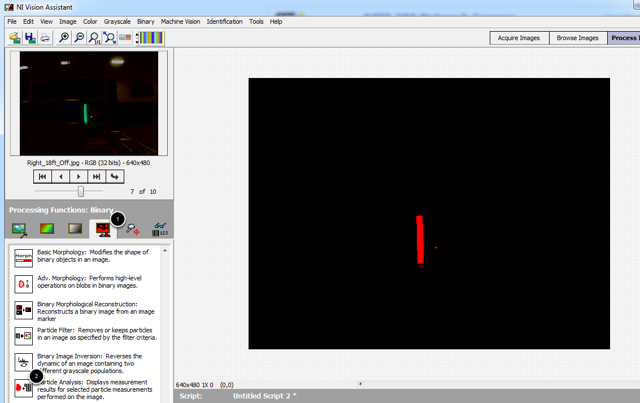 NI Vision Assistant
File Edit View Image Color Grayscale Binary Machine Vision Identification Tools Help
Acquire Images Browse Images Process I
Right_18ft_Off.jpg - RGB (32 bits) - 640x480
7 of 10
Processing Functions: Binary
1
123
Morph
Basic Morphology: Modifies the shape of
binary objects in an image.
Adv. Morphology: Performs high-level
operations on blobs in binary images.
Binary Morphological Reconstruction:
Reconstructs a binary image from an image
marker
Particle Filter: Removes or keeps particles
in an image as specified by the filter criteria.
Binary Image Inversion: Reverses the
dynamic of an image containing two
different grayscale populations.
2
Particle Analysis: Displays measurement
results for selected particle measurements
performed on the image.
640x480 1X 0 (0,0)
Script: Untitled Script 2 *